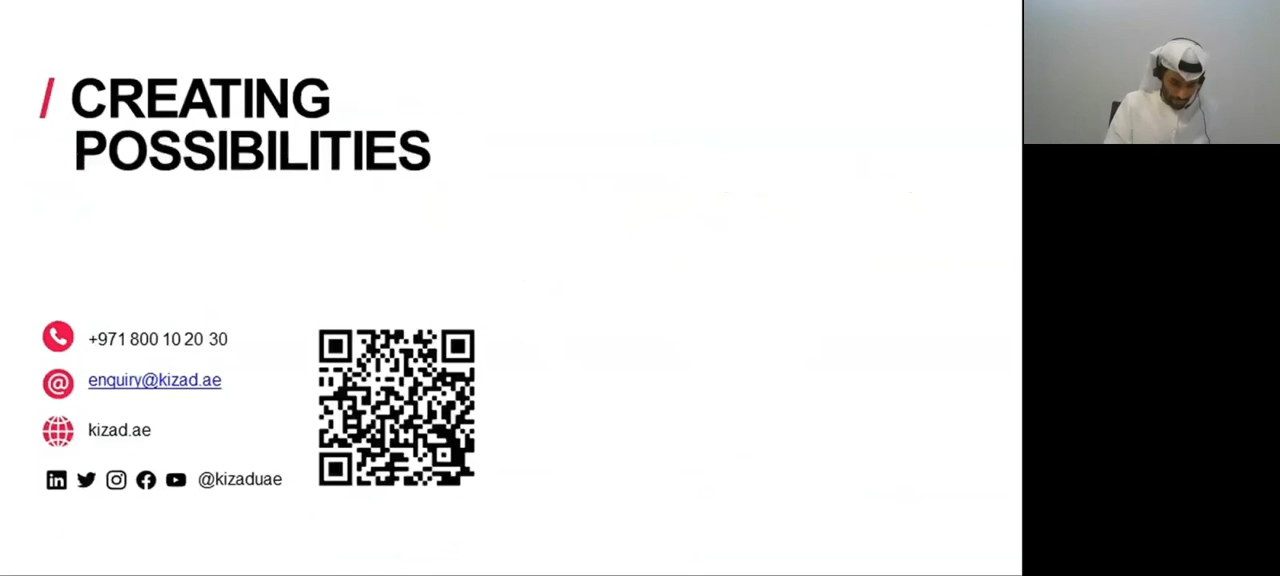 / CREATING
POSSIBILITIES
+971 800 10 20 30
enquiry@kizad.ae
kizad.ae
@kizaduae